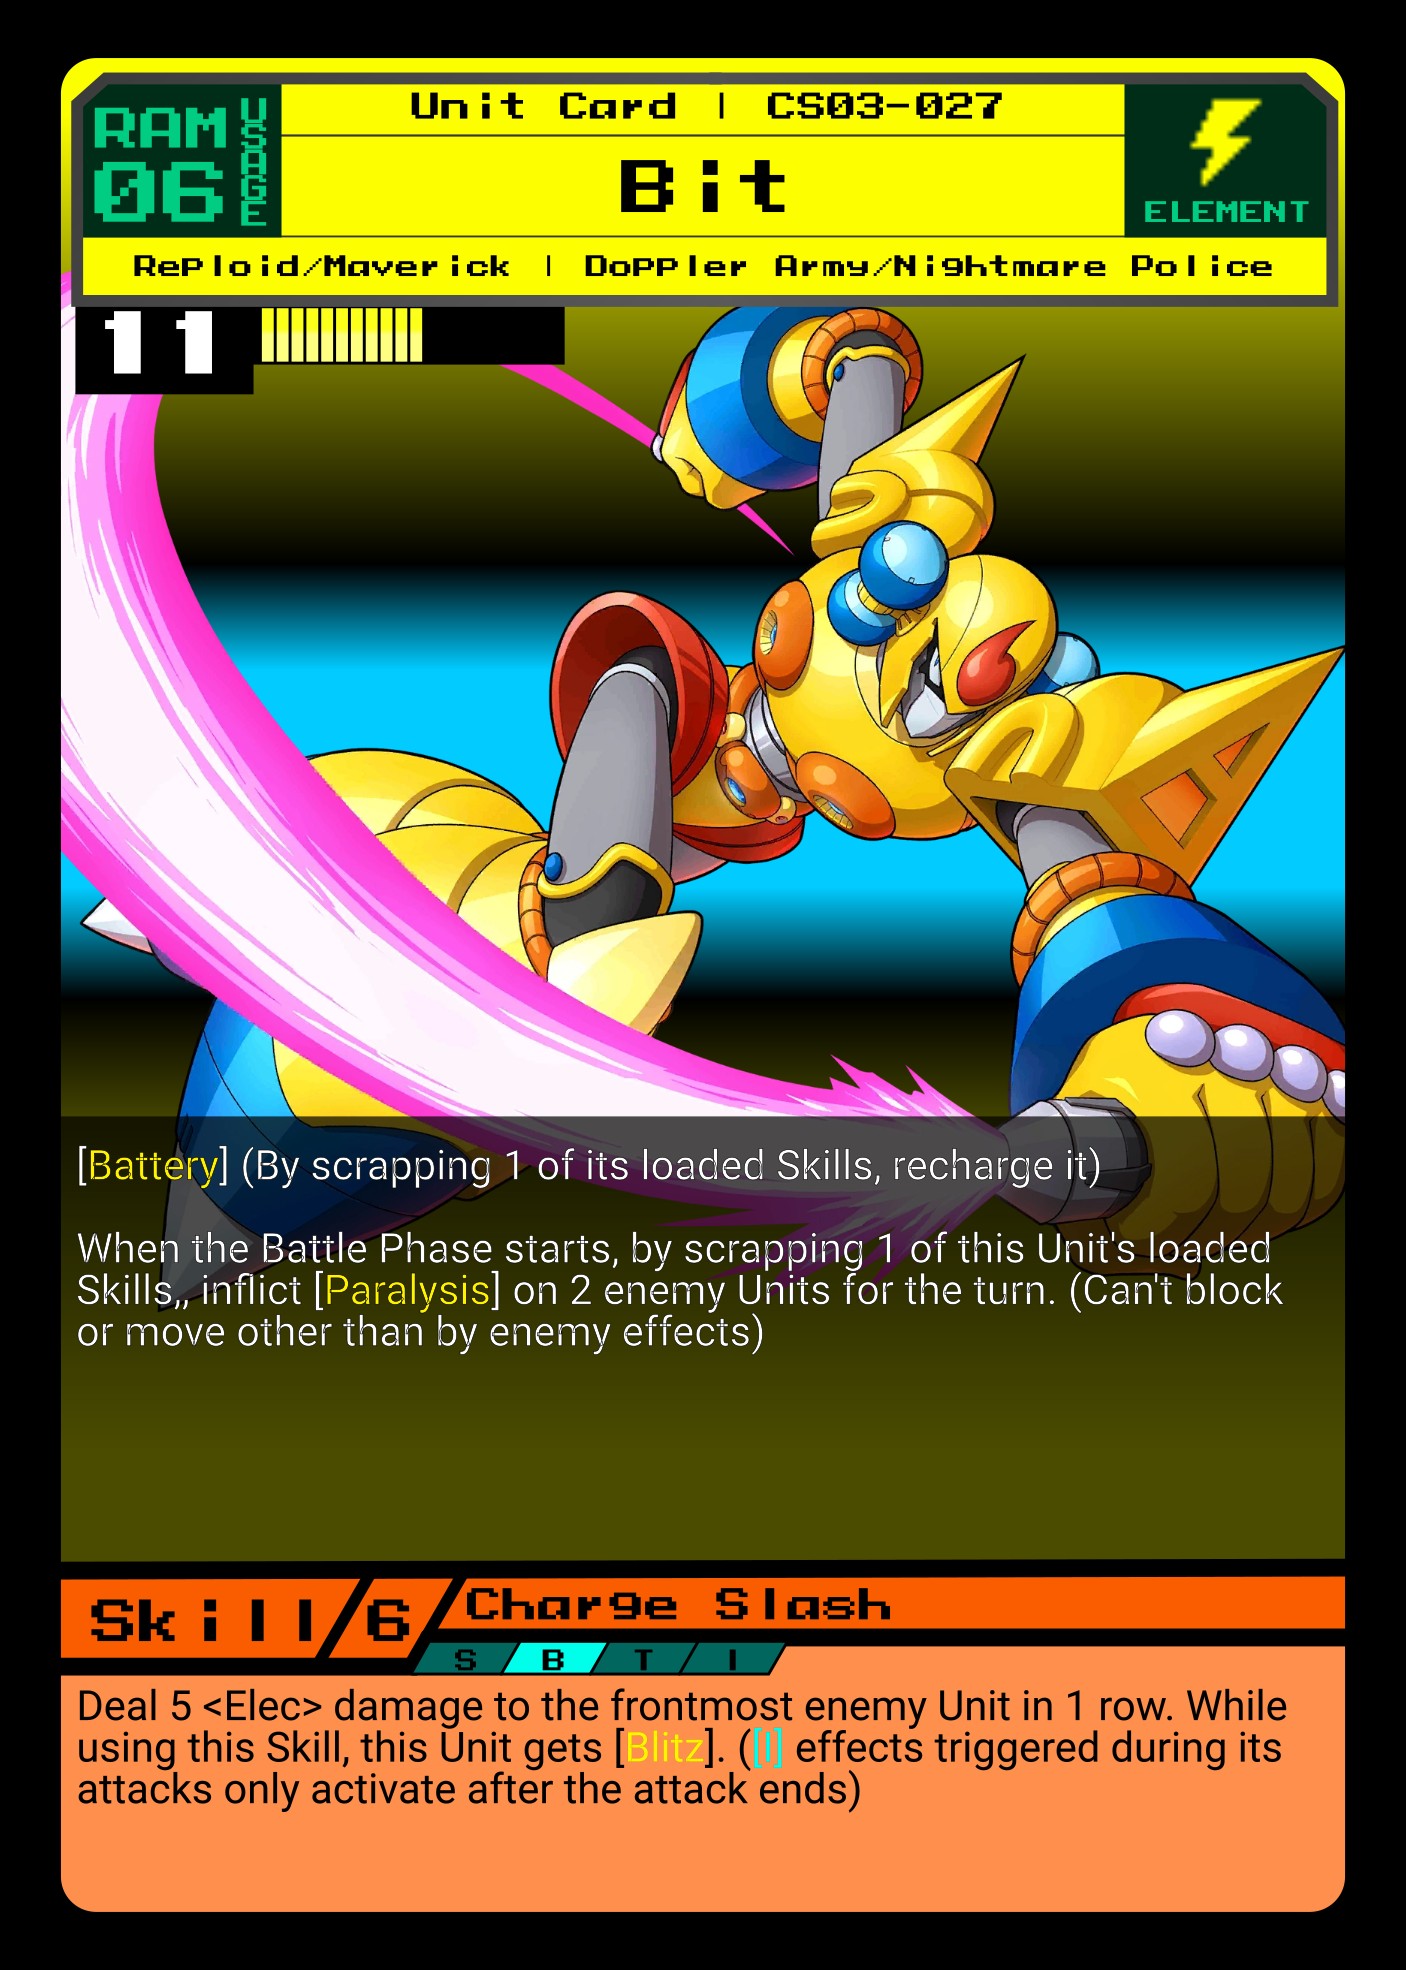 RAM 06 USAGE
Unit Card | CS03-027
Bit
ELEMENT
Reploid/Maverick | Doppler Army/Nightmare Police
11
[Battery] (By scrapping 1 of its loaded Skills, recharge it)
When the Battle Phase starts, by scrapping 1 of this Unit's loaded
Skills,, inflict [Paralysis] on 2 enemy Units for the turn. (Can't block
or move other than by enemy effects)
Skill/6 Charge Slash
S B T I
Deal 5 <Elec> damage to the frontmost enemy Unit in 1 row. While
using this Skill, this Unit gets [Blitz]. ([I] effects triggered during its
attacks only activate after the attack ends)